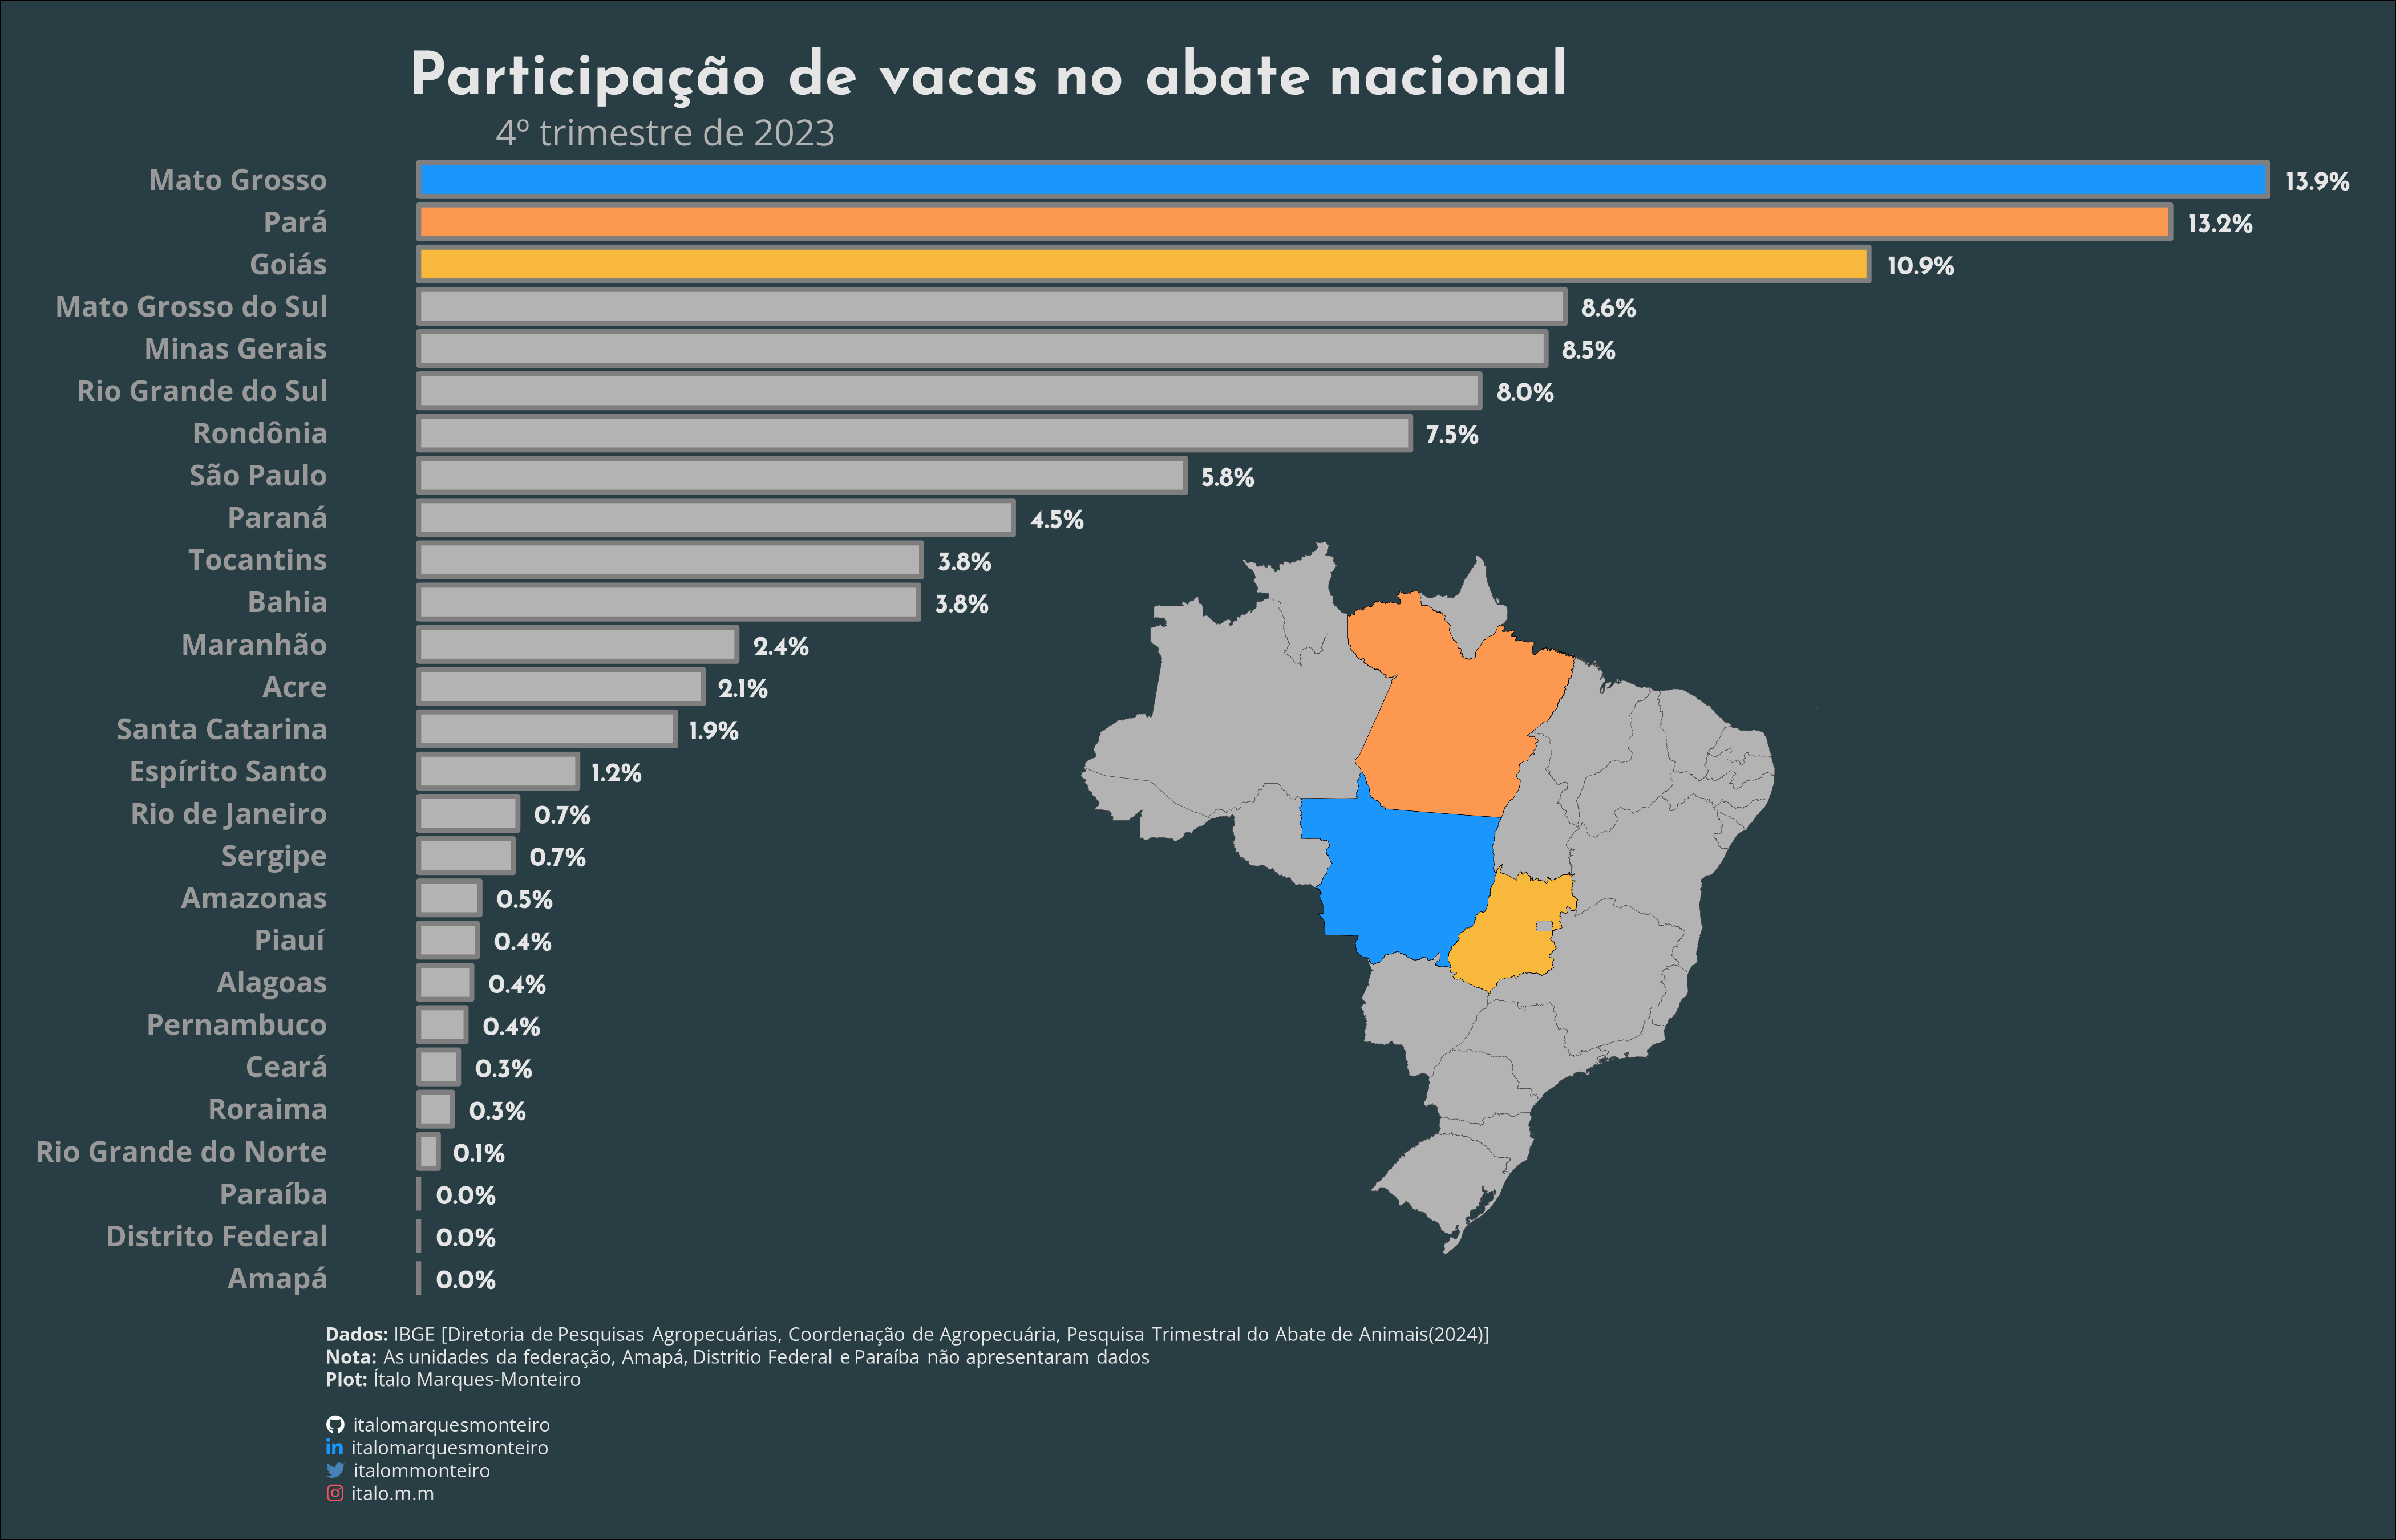 Participação de vacas no abate nacional
4º trimestre de 2023
Mato Grosso 13.9%
Pará 13.2%
Goiás 10.9%
Mato Grosso do Sul 8.6%
Minas Gerais 8.5%
Rio Grande do Sul 8.0%
Rondônia 7.5%
São Paulo 5.8%
Paraná 4.5%
Tocantins 3.8%
Bahia 3.8%
Maranhão 2.4%
Acre 2.1%
Santa Catarina 1.9%
Espírito Santo 1.2%
Rio de Janeiro 0.7%
Sergipe 0.7%
Amazonas 0.5%
Piauí 0.4%
Alagoas 0.4%
Pernambuco 0.4%
Ceará 0.3%
Roraima 0.3%
Rio Grande do Norte 0.1%
Paraíba 0.0%
Distrito Federal 0.0%
Amapá 0.0%
Dados: IBGE [Diretoria de Pesquisas Agropecuárias, Coordenação de Agropecuária, Pesquisa Trimestral do Abate de Animais(2024)]
Nota: As unidades da federação, Amapá, Distritio Federal e Paraíba não apresentaram dados
Plot: Ítalo Marques-Monteiro
italomarquesmonteiro
italomarquesmonteiro
italommonteiro
italo.m.m